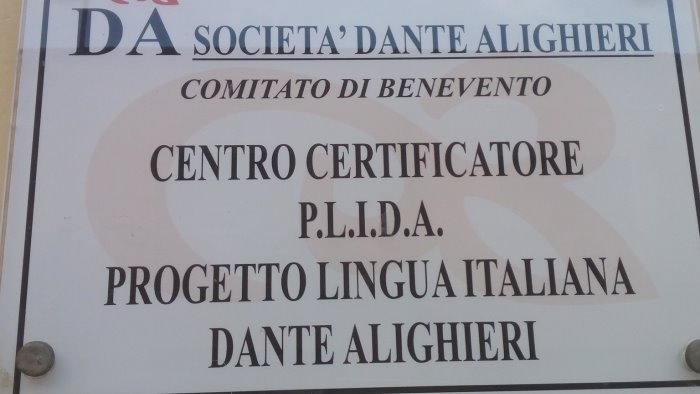 DA SOCIETA' DANTE ALIGHIERI
COMITATO DI BENEVENTO
CENTRO CERTIFICATORE
P.L.I.D.A.
PROGETTO LINGUA ITALIANA
DANTE ALIGHIERI